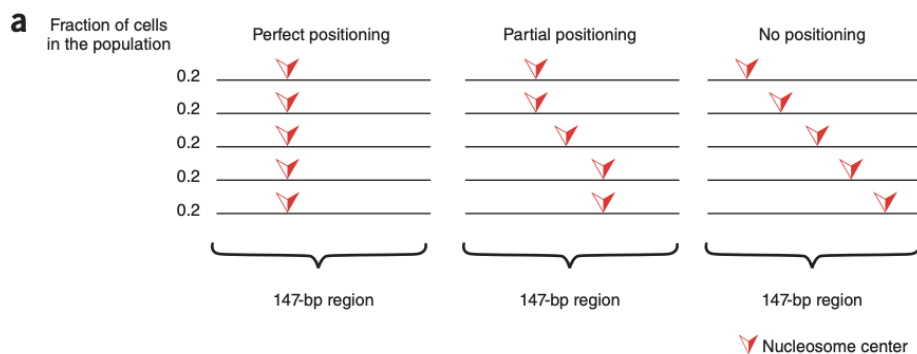 a
Fraction of cells
in the population
Perfect positioning
Partial positioning
No positioning
0.2
0.2
0.2
0.2
0.2
147-bp region
147-bp region
147-bp region
Nucleosome center